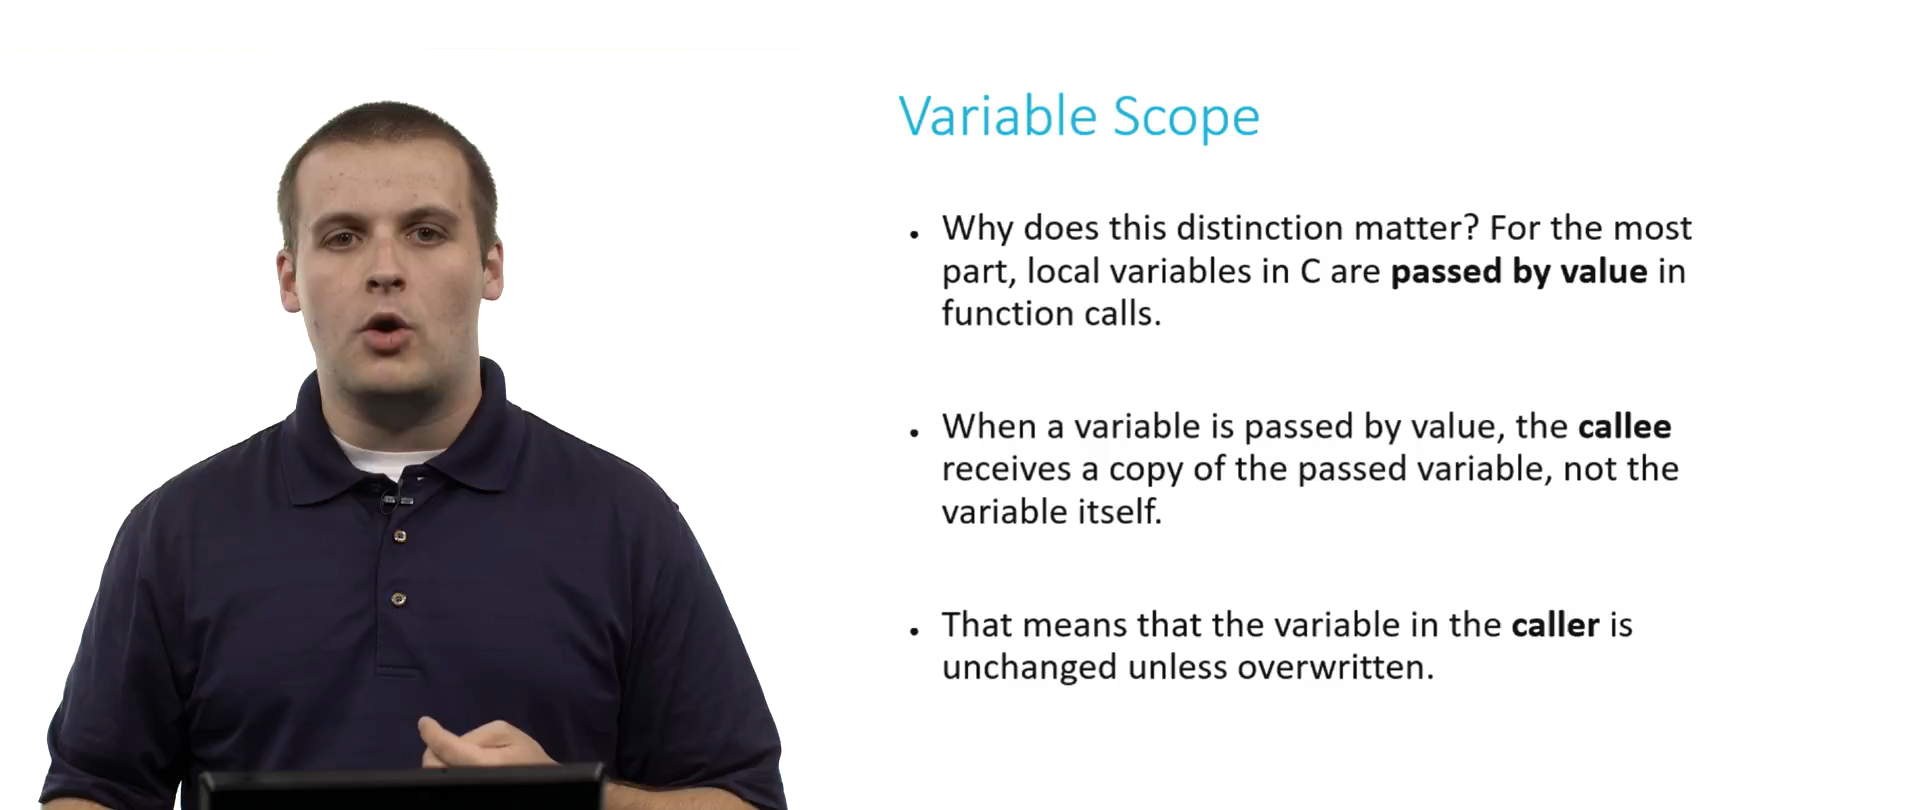 Variable Scope
• Why does this distinction matter? For the most
part, local variables in C are passed by value in
function calls.
• When a variable is passed by value, the callee
receives a copy of the passed variable, not the
variable itself.
• That means that the variable in the caller is
unchanged unless overwritten.